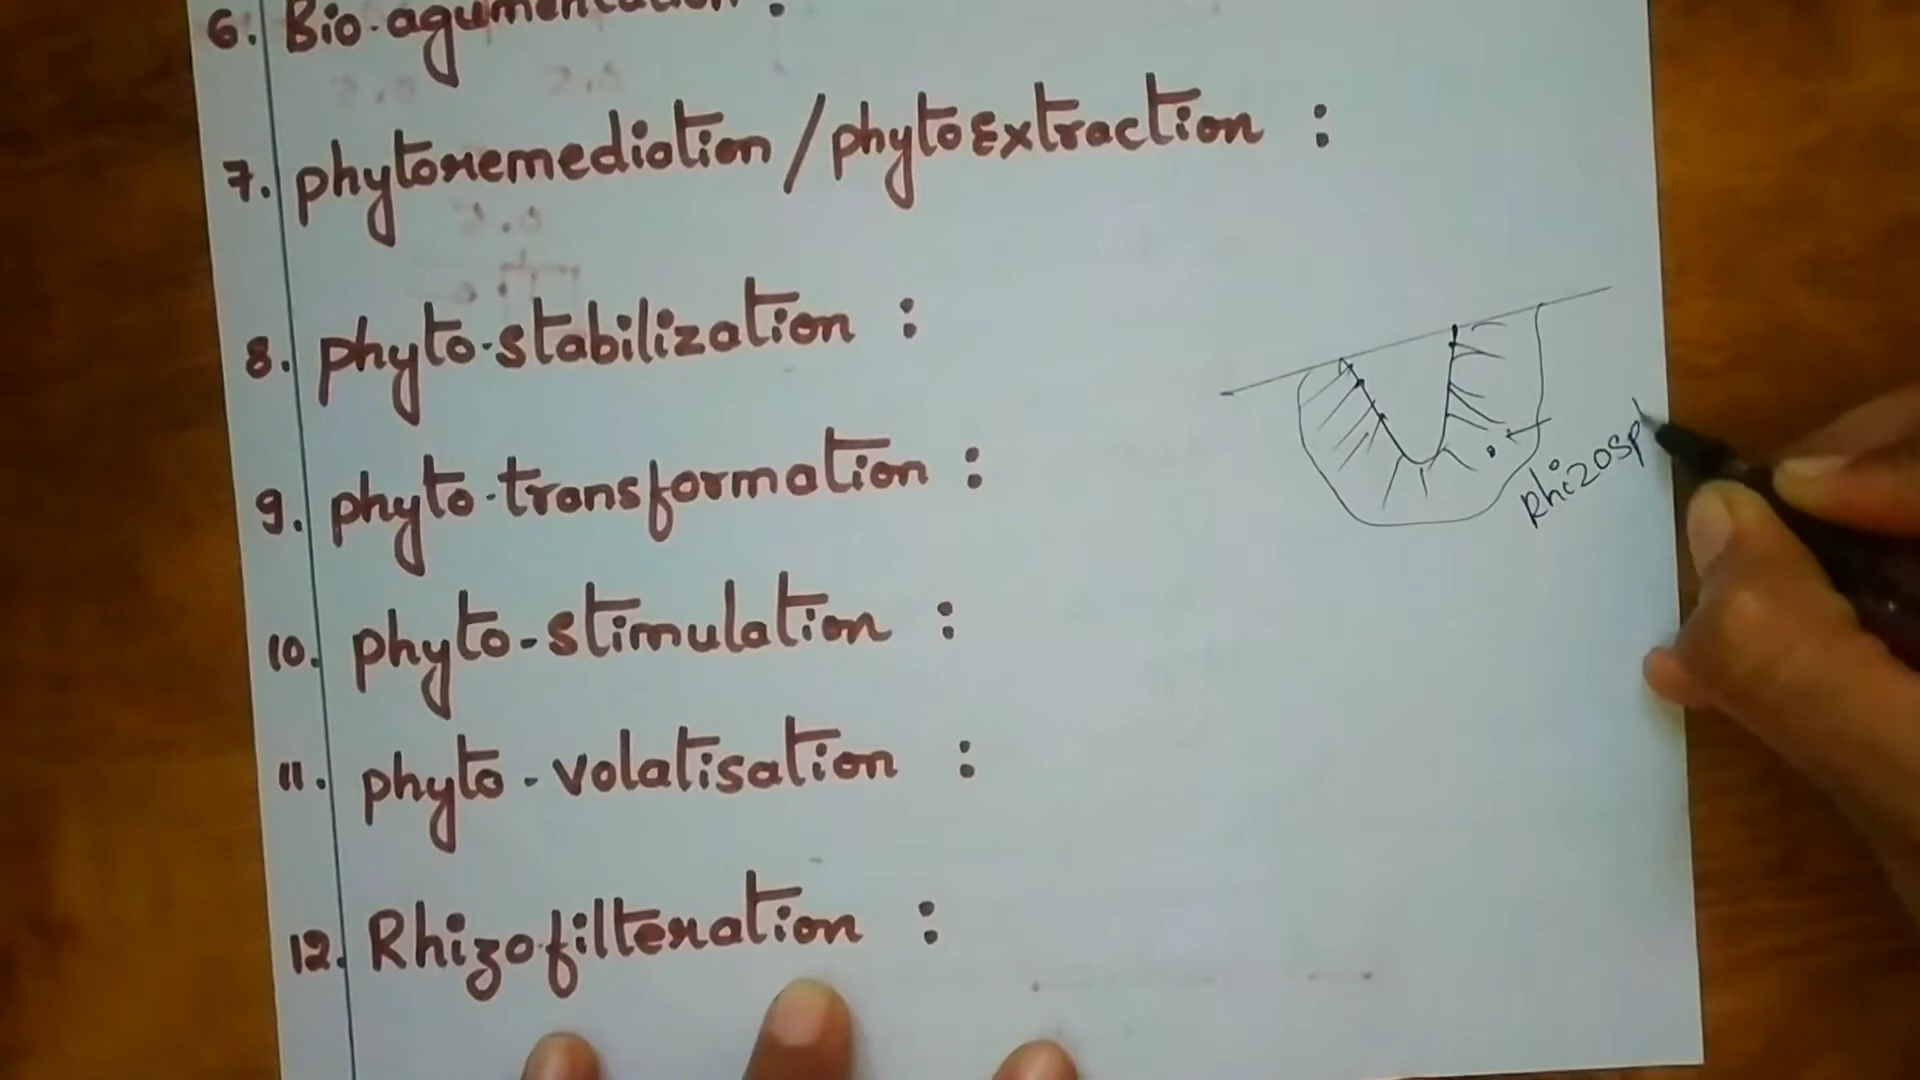 6. Bio-agumentation :
7. phytoremediation / phytoextraction :
8. phyto-stabilization :
Rhizosp
9. phyto-transformation :
10. phyto-stimulation :
11. phyto-volatisation :
12. Rhizofilteration :